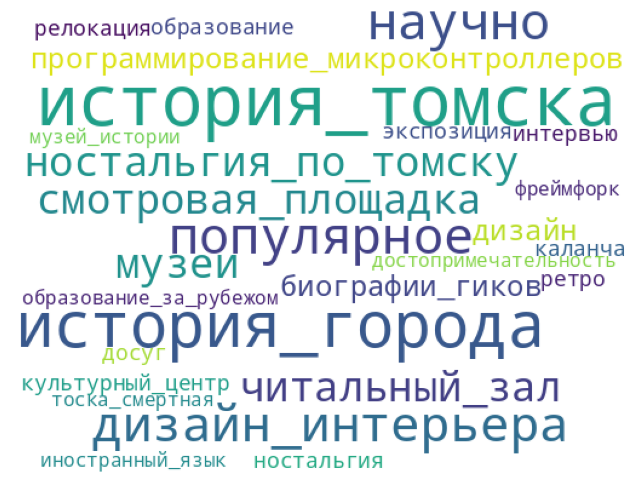 научно
релокация образование
программирование_микроконтроллеров
история_томска
музей_истории экспозиция интервью
ностальгия_по_томску
смотровая_площадка фреймфорк
популярное дизайн
каланча
музеи достопримечательность
биографии_гиков ретро
образование_за_рубежом
история_города
досуг
культурный_центр читальный_зал
тоска_смертная
дизайн_интерьера
иностранный_язык ностальгия